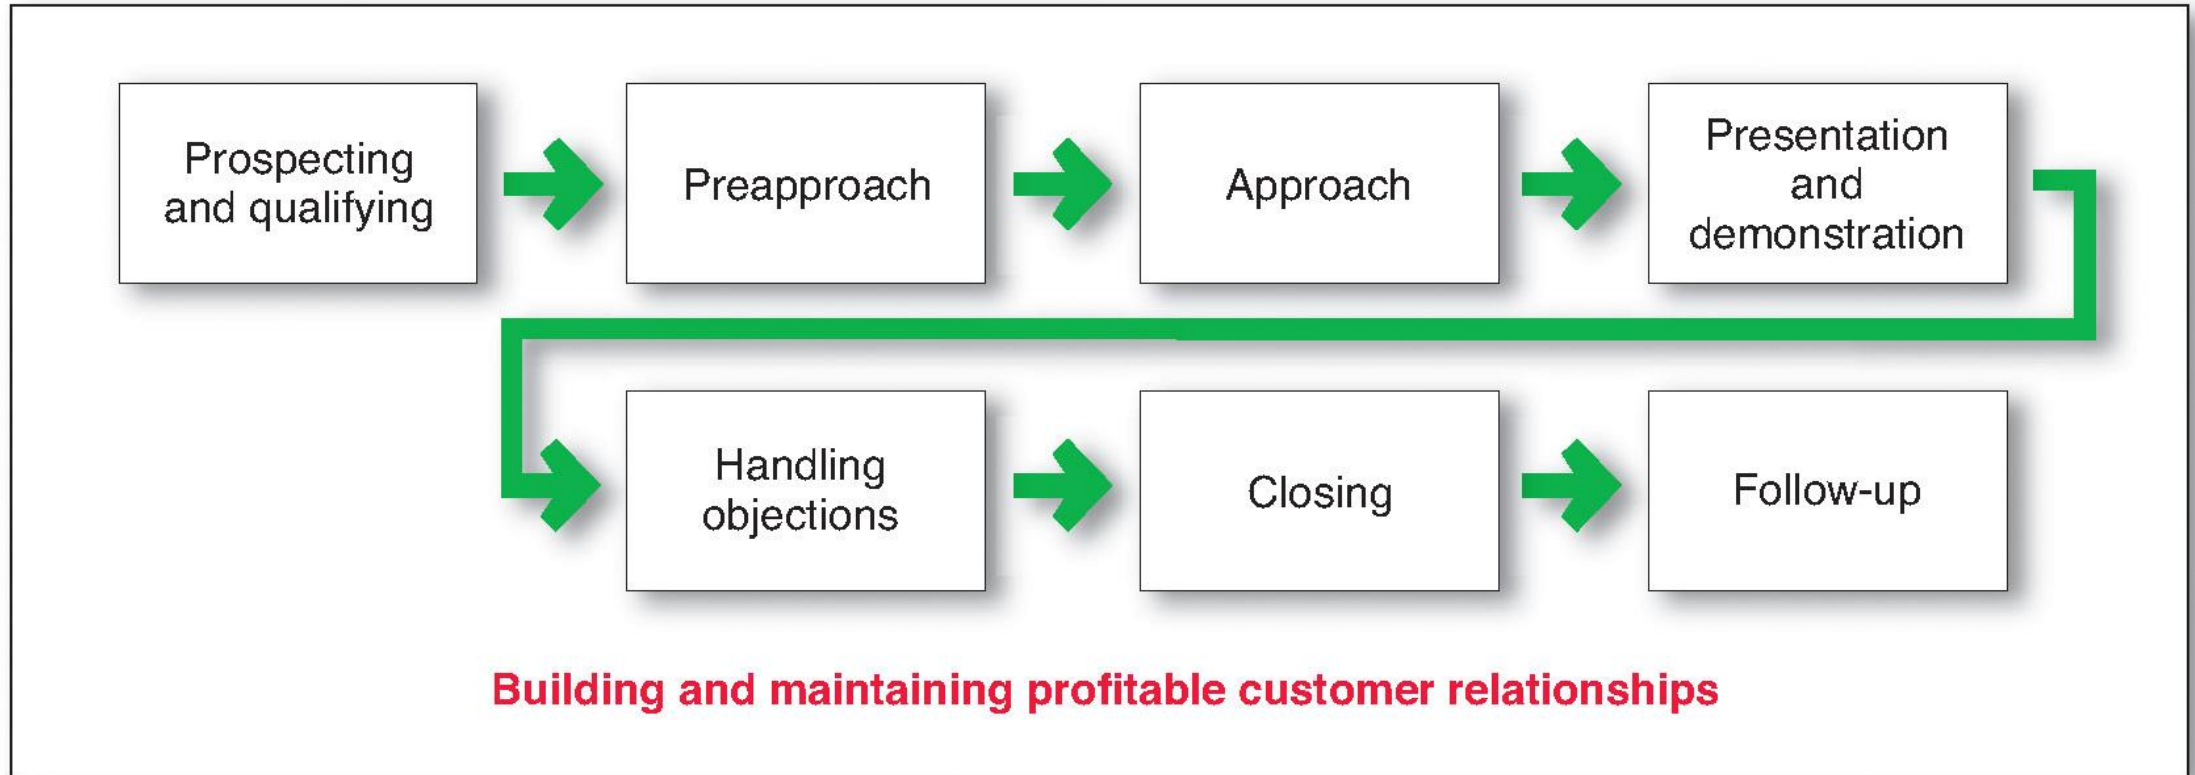 Prospecting
and qualifying
Preapproach
Approach
Presentation
and
demonstration
Handling
objections
Closing
Follow-up
Building and maintaining profitable customer relationships